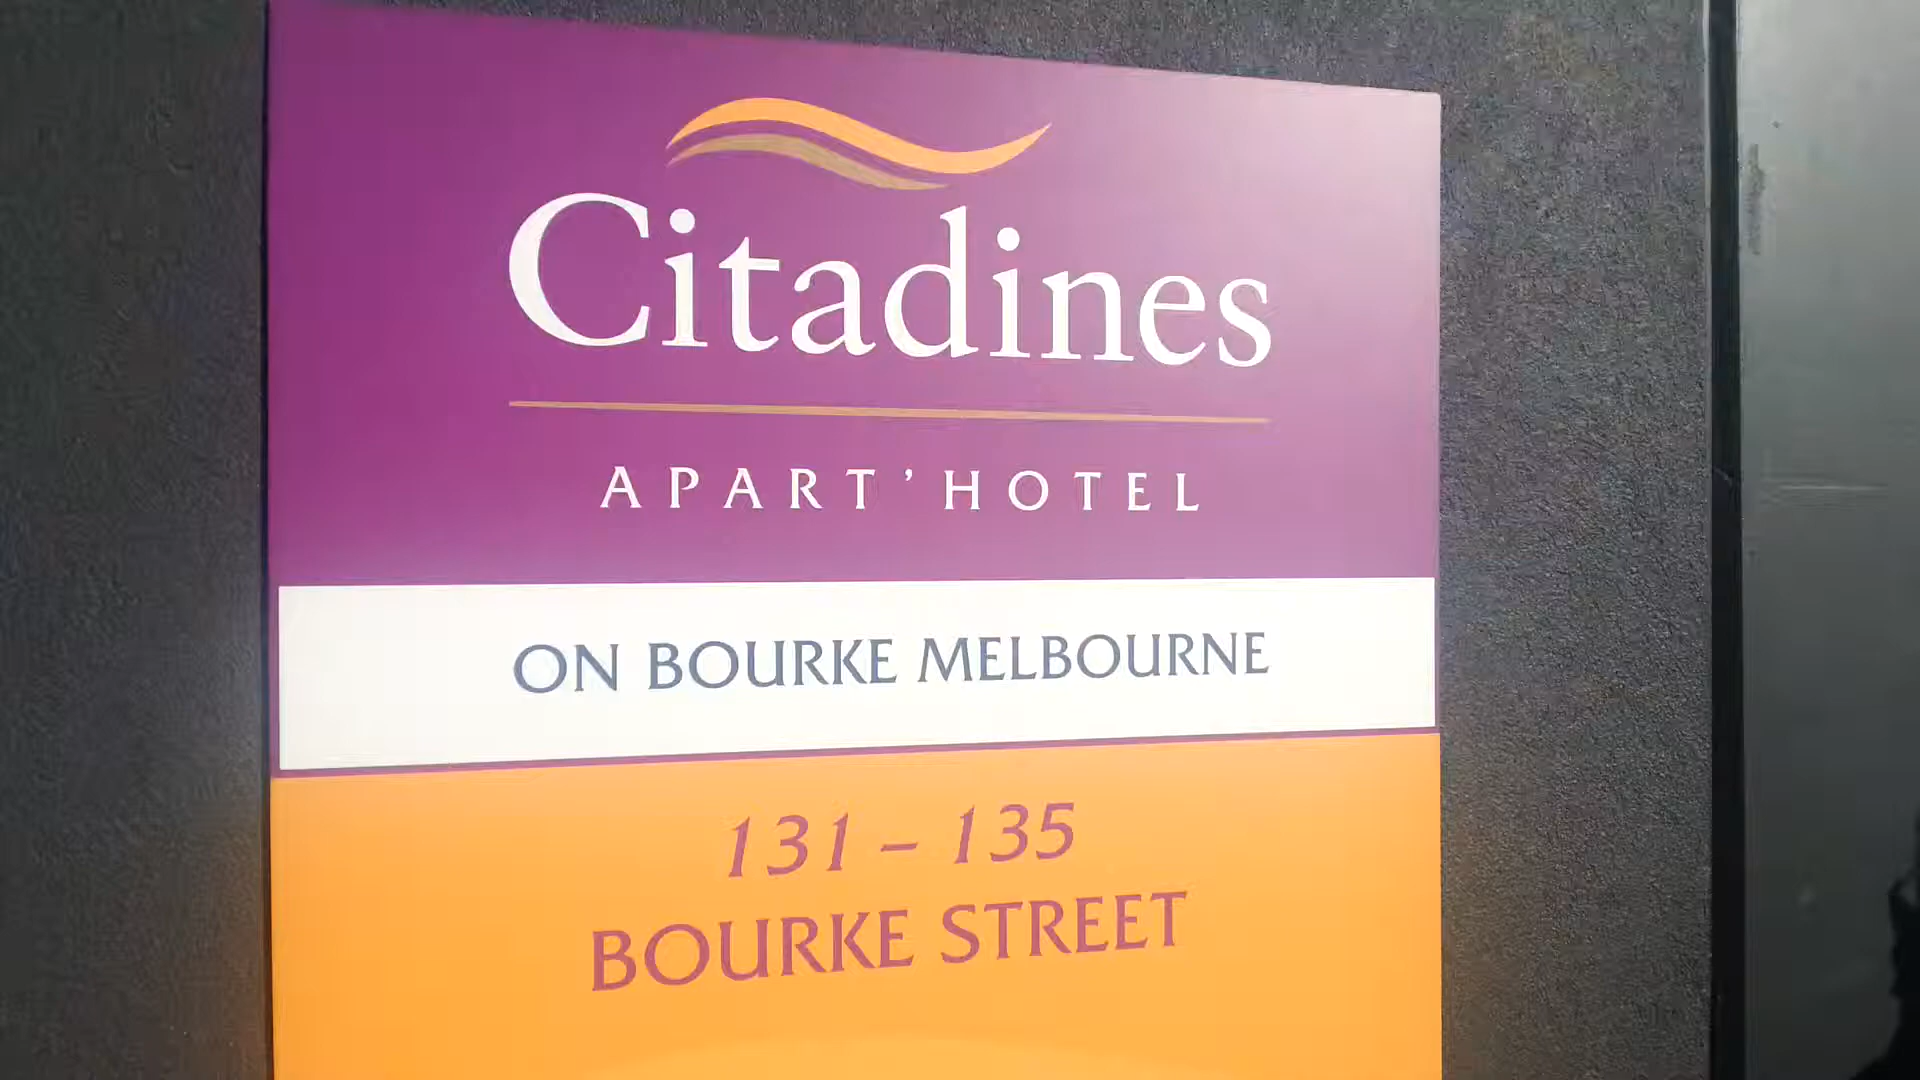 Citadines
APART'HOTEL
ON BOURKE MELBOURNE
131 – 135
BOURKE STREET